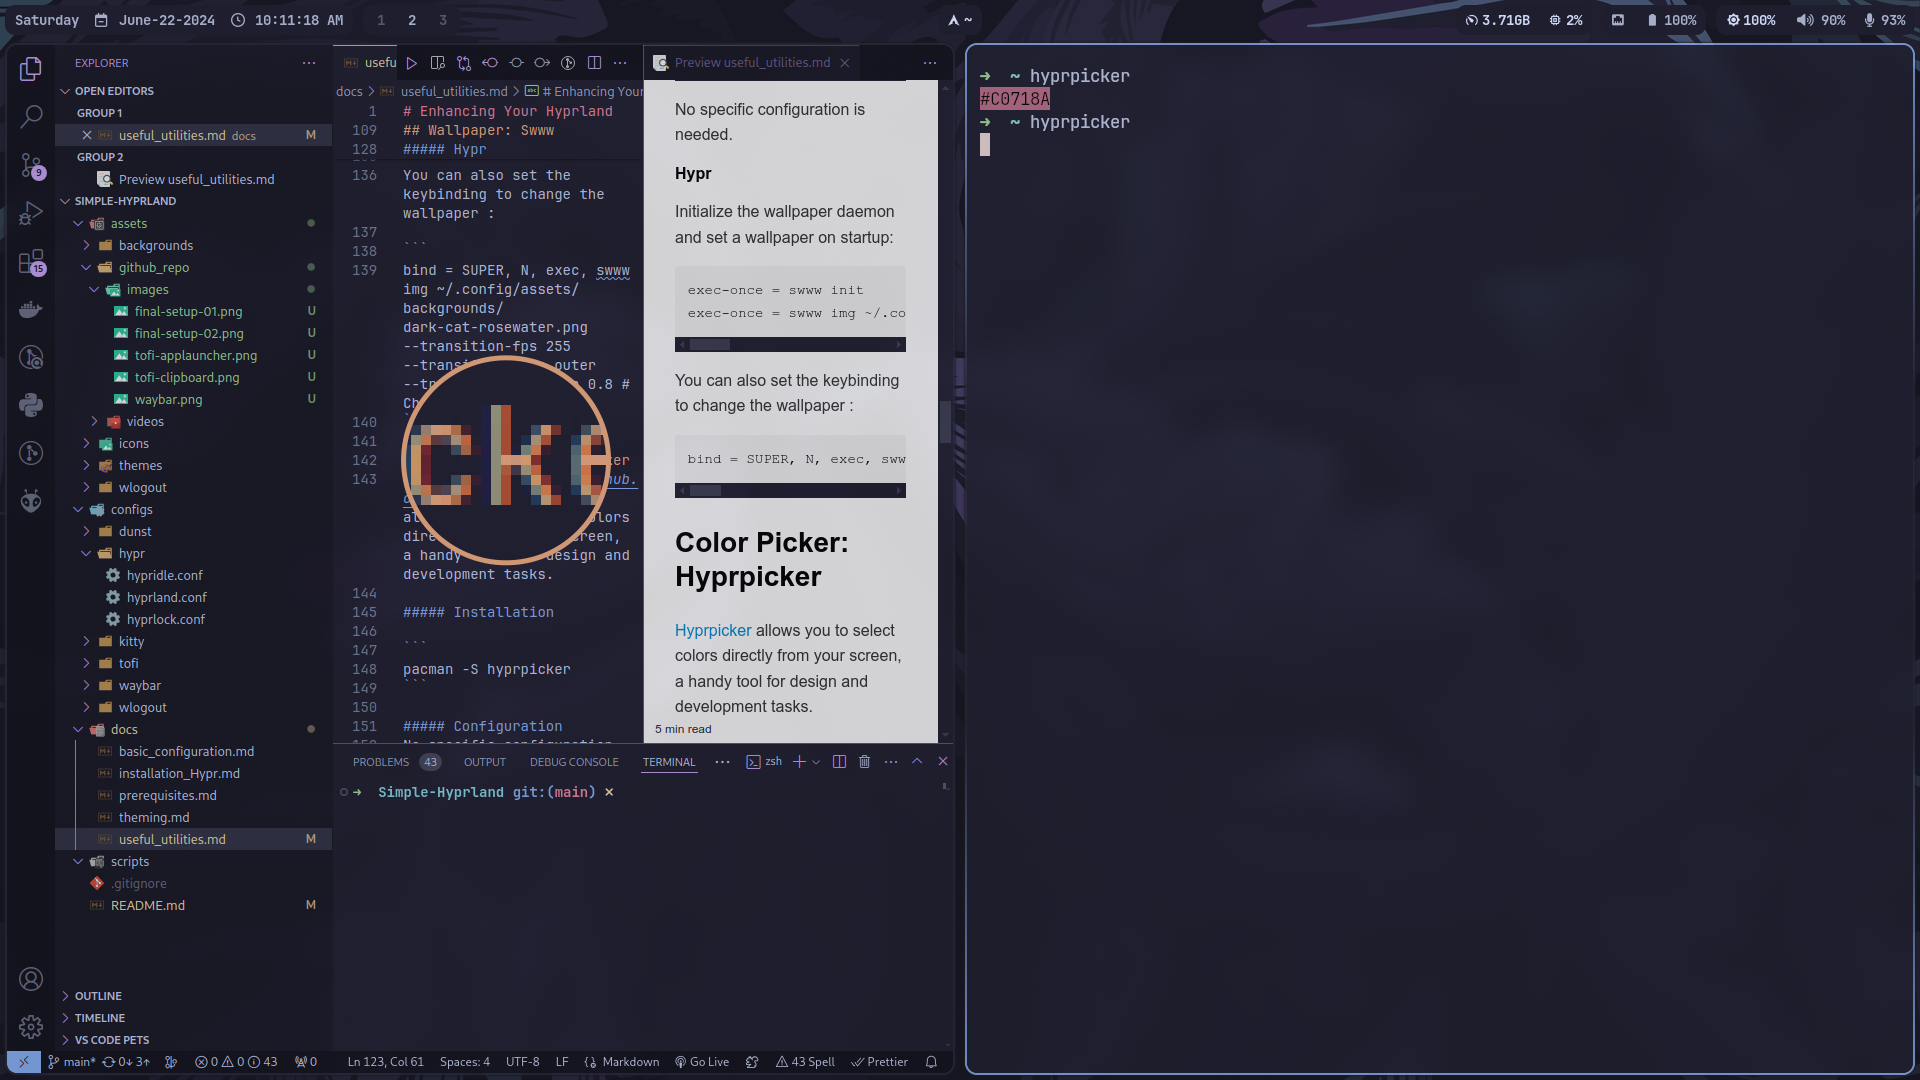 Saturday June-22-2024 10:11:18 AM 1 2 3
~
3.71GB 2% 100% 100% 90% 93%
EXPLORER
OPEN EDITORS
GROUP 1
useful_utilities.md docs M
GROUP 2
Preview useful_utilities.md
SIMPLE-HYPRLAND
assets
backgrounds
github_repo
images
final-setup-01.png U
final-setup-02.png U
tofi-applauncher.png U
tofi-clipboard.png U
waybar.png U
videos
icons
themes
wlogout
configs
dunst
hypr
hypridle.conf
hyprland.conf
hyprlock.conf
kitty
tofi
waybar
wlogout
docs
basic_configuration.md
installation_Hypr.md
prerequisites.md
theming.md
useful_utilities.md M
scripts
.gitignore
README.md M
OUTLINE
TIMELINE
VS CODE PETS
9
15
usefu
docs > useful_utilities.md > # Enhancing Your
1 # Enhancing Your Hyprland
109 ## Wallpaper: Swww
128 ##### Hypr
136 You can also set the
keybinding to change the
wallpaper :
137
138 ```
139 bind = SUPER, N, exec, swww
img ~/.config/assets/
backgrounds/
dark-cat-rosewater.png
--transition-fps 255
--transi outer
--tr 0.8 #
Ch
140
141
142 er
143 hub.
al lors
dire reen,
a handy design and
development tasks.
144
145 ##### Installation
146
147 ```
148 pacman -S hyprpicker
149 ```
150
151 ##### Configuration
ck
Preview useful_utilities.md
No specific configuration is
needed.
Hypr
Initialize the wallpaper daemon
and set a wallpaper on startup:
exec-once = swww init
exec-once = swww img ~/.co
You can also set the keybinding
to change the wallpaper :
bind = SUPER, N, exec, sww
Color Picker:
Hyprpicker
Hyprpicker allows you to select
colors directly from your screen,
a handy tool for design and
development tasks.
5 min read
PROBLEMS 43 OUTPUT DEBUG CONSOLE TERMINAL zsh
➜ Simple-Hyprland git:(main) ×
main* 0↓ 3↑ 0 0 43 0 Ln 123, Col 61 Spaces: 4 UTF-8 LF {} Markdown Go Live 43 Spell Prettier
➜ ~ hyprpicker
#C0718A
➜ ~ hyprpicker